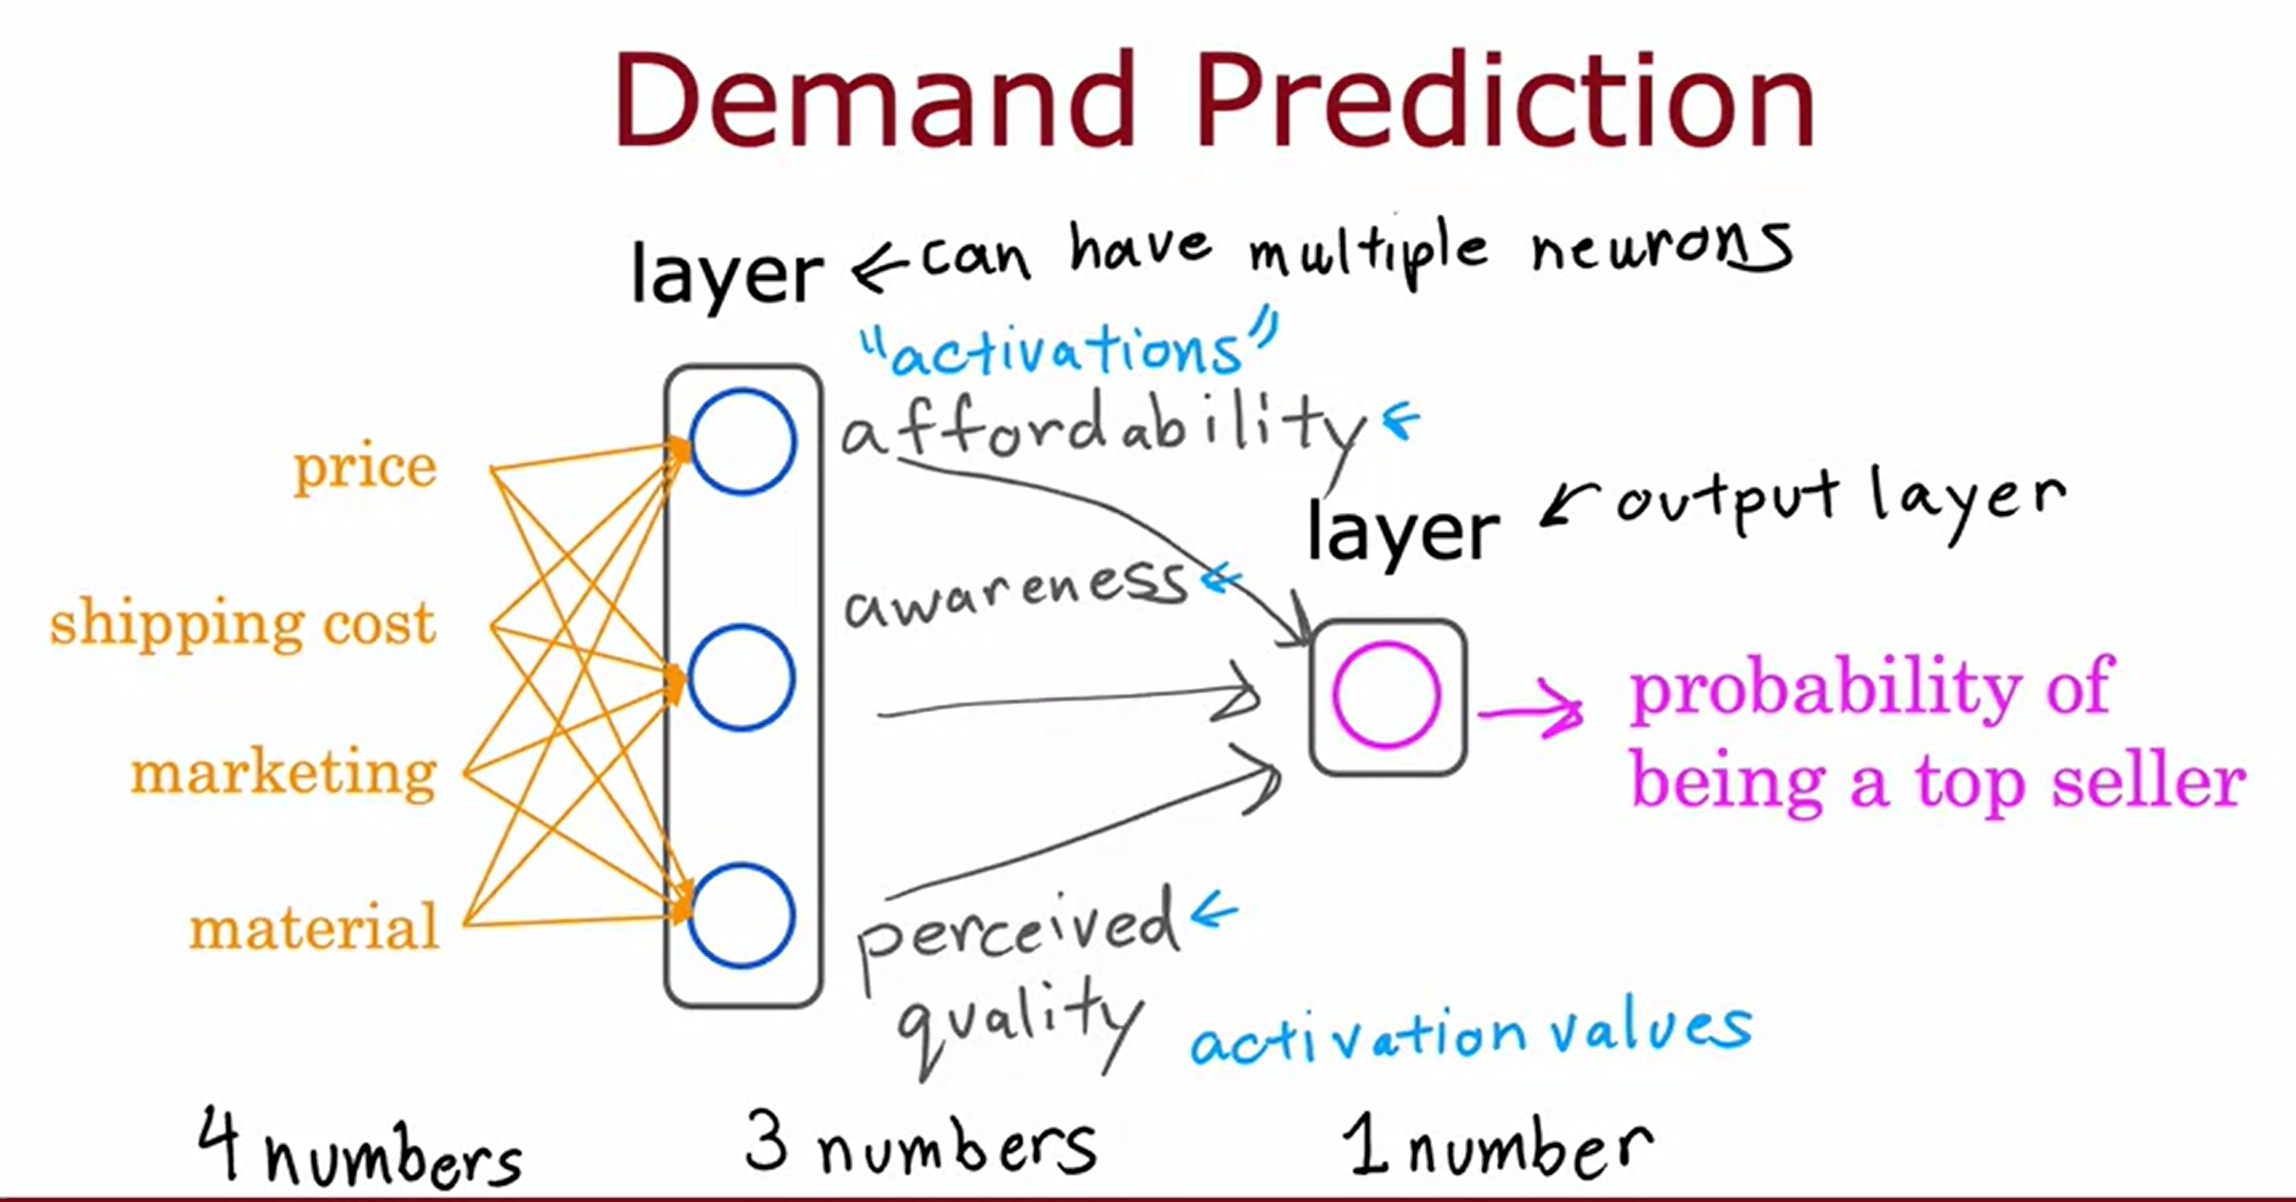 Demand Prediction
layer ← can have multiple neurons
"activations"
affordability ←
price
layer ← output layer
awareness ←
shipping cost
probability of
being a top seller
marketing
material
perceived ←
quality
activation values
4 numbers
3 numbers
1 number